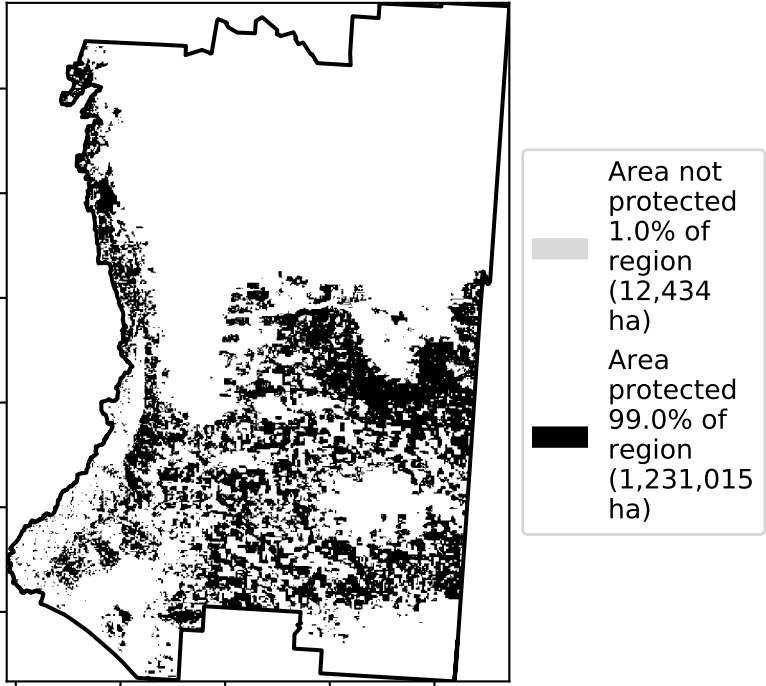 Area not
protected
1.0% of
region
(12,434
ha)
Area
protected
99.0% of
region
(1,231,015
ha)